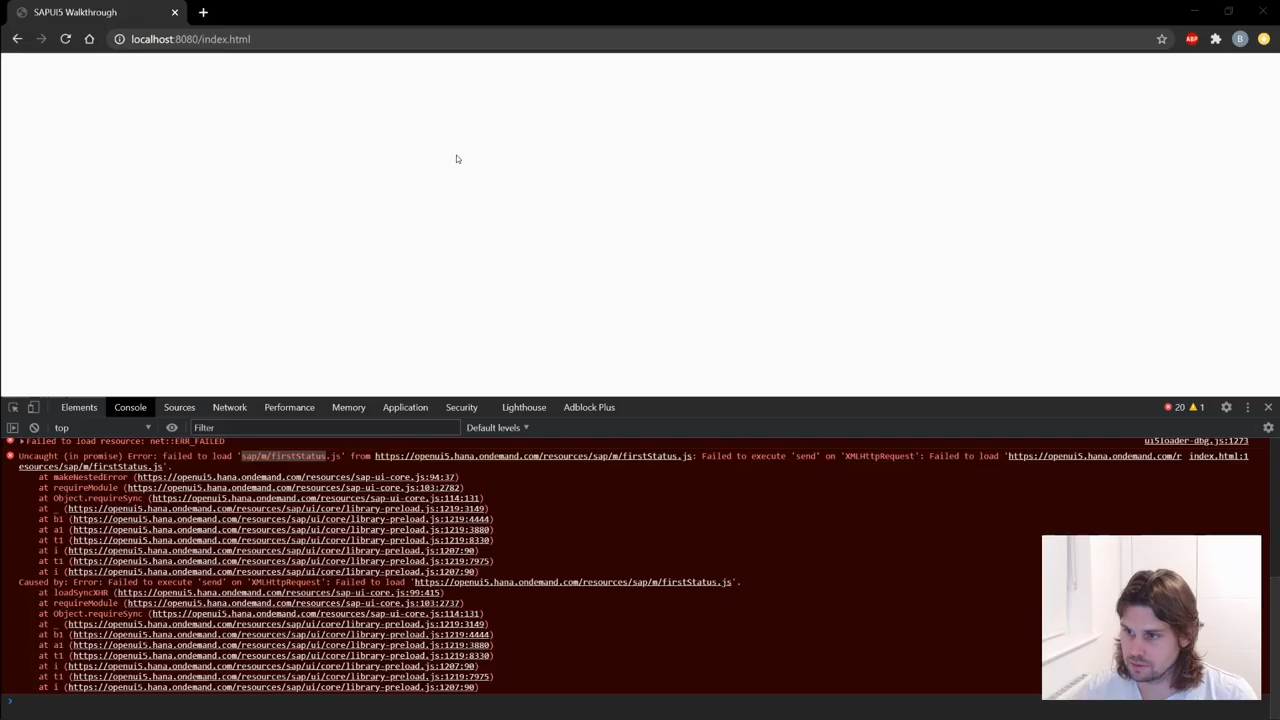 SAPUI5 Walkthrough
localhost:8080/index.html
ABP
B
Elements Console Sources Network Performance Memory Application Security Lighthouse Adblock Plus 20 1
top Filter Default levels
Failed to load resource: net::ERR_FAILED ui5loader-dbg.js:1273
Uncaught (in promise) Error: failed to load 'sap/m/firstStatus.js' from https://openui5.hana.ondemand.com/resources/sap/m/firstStatus.js: Failed to execute 'send' on 'XMLHttpRequest': Failed to load 'https://openui5.hana.ondemand.com/r index.html:1
esources/sap/m/firstStatus.js'.
at makeNestedError (https://openui5.hana.ondemand.com/resources/sap-ui-core.js:94:37)
at requireModule (https://openui5.hana.ondemand.com/resources/sap-ui-core.js:103:2782)
at Object.requireSync (https://openui5.hana.ondemand.com/resources/sap-ui-core.js:114:131)
at _ (https://openui5.hana.ondemand.com/resources/sap/ui/core/library-preload.js:1219:3149)
at b1 (https://openui5.hana.ondemand.com/resources/sap/ui/core/library-preload.js:1219:4444)
at a1 (https://openui5.hana.ondemand.com/resources/sap/ui/core/library-preload.js:1219:3880)
at t1 (https://openui5.hana.ondemand.com/resources/sap/ui/core/library-preload.js:1219:8330)
at i (https://openui5.hana.ondemand.com/resources/sap/ui/core/library-preload.js:1207:90)
at t1 (https://openui5.hana.ondemand.com/resources/sap/ui/core/library-preload.js:1219:7975)
at i (https://openui5.hana.ondemand.com/resources/sap/ui/core/library-preload.js:1207:90)
Caused by: Error: Failed to execute 'send' on 'XMLHttpRequest': Failed to load 'https://openui5.hana.ondemand.com/resources/sap/m/firstStatus.js'.
at loadSyncXHR (https://openui5.hana.ondemand.com/resources/sap-ui-core.js:99:415)
at requireModule (https://openui5.hana.ondemand.com/resources/sap-ui-core.js:103:2737)
at Object.requireSync (https://openui5.hana.ondemand.com/resources/sap-ui-core.js:114:131)
at _ (https://openui5.hana.ondemand.com/resources/sap/ui/core/library-preload.js:1219:3149)
at b1 (https://openui5.hana.ondemand.com/resources/sap/ui/core/library-preload.js:1219:4444)
at a1 (https://openui5.hana.ondemand.com/resources/sap/ui/core/library-preload.js:1219:3880)
at t1 (https://openui5.hana.ondemand.com/resources/sap/ui/core/library-preload.js:1219:8330)
at i (https://openui5.hana.ondemand.com/resources/sap/ui/core/library-preload.js:1207:90)
at t1 (https://openui5.hana.ondemand.com/resources/sap/ui/core/library-preload.js:1219:7975)
at i (https://openui5.hana.ondemand.com/resources/sap/ui/core/library-preload.js:1207:90)